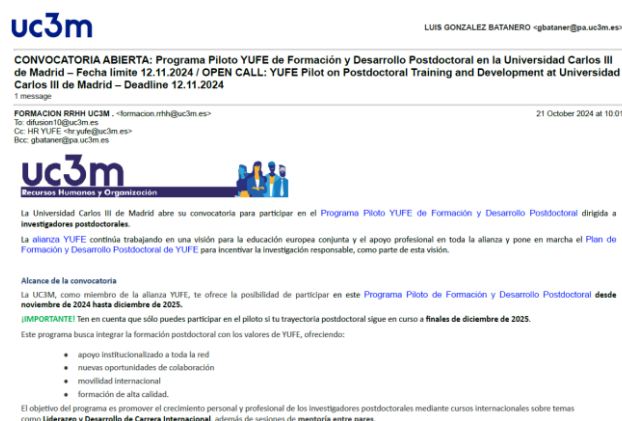 uc3m
LUIS GONZALEZ BATANERO <gbataner@pa.uc3m.es>
CONVOCATORIA ABIERTA: Programa Piloto YUFE de Formación y Desarrollo Postdoctoral en la Universidad Carlos III
de Madrid – Fecha límite 12.11.2024 / OPEN CALL: YUFE Pilot on Postdoctoral Training and Development at Universidad
Carlos III de Madrid – Deadline 12.11.2024
1 message
FORMACION RRHH UC3M . <formacion.rrhh@uc3m.es>
21 October 2024 at 10:01
To: difusion10@uc3m.es
Cc: HR YUFE <hr.yufe@uc3m.es>
Bcc: gbataner@pa.uc3m.es
uc3m
Recursos Humanos y Organización
La Universidad Carlos III de Madrid abre su convocatoria para participar en el Programa Piloto YUFE de Formación y Desarrollo Postdoctoral dirigida a
investigadores postdoctorales.
La alianza YUFE continúa trabajando en una visión para la educación europea conjunta y el apoyo profesional en toda la alianza y pone en marcha el Plan de
Formación y Desarrollo Postdoctoral de YUFE para incentivar la investigación responsable, como parte de esta visión.
Alcance de la convocatoria
La UC3M, como miembro de la alianza YUFE, te ofrece la posibilidad de participar en este Programa Piloto de Formación y Desarrollo Postdoctoral desde
noviembre de 2024 hasta diciembre de 2025.
¡IMPORTANTE! Ten en cuenta que sólo puedes participar en el piloto si tu trayectoria postdoctoral sigue en curso a finales de diciembre de 2025.
Este programa busca integrar la formación postdoctoral con los valores de YUFE, ofreciendo:
• apoyo institucionalizado a toda la red
• nuevas oportunidades de colaboración
• movilidad internacional
• formación de alta calidad.
El objetivo del programa es promover el crecimiento personal y profesional de los investigadores postdoctorales mediante cursos internacionales sobre temas
como Liderazgo y Desarrollo de Carrera Internacional, además de sesiones de mentoría entre pares.